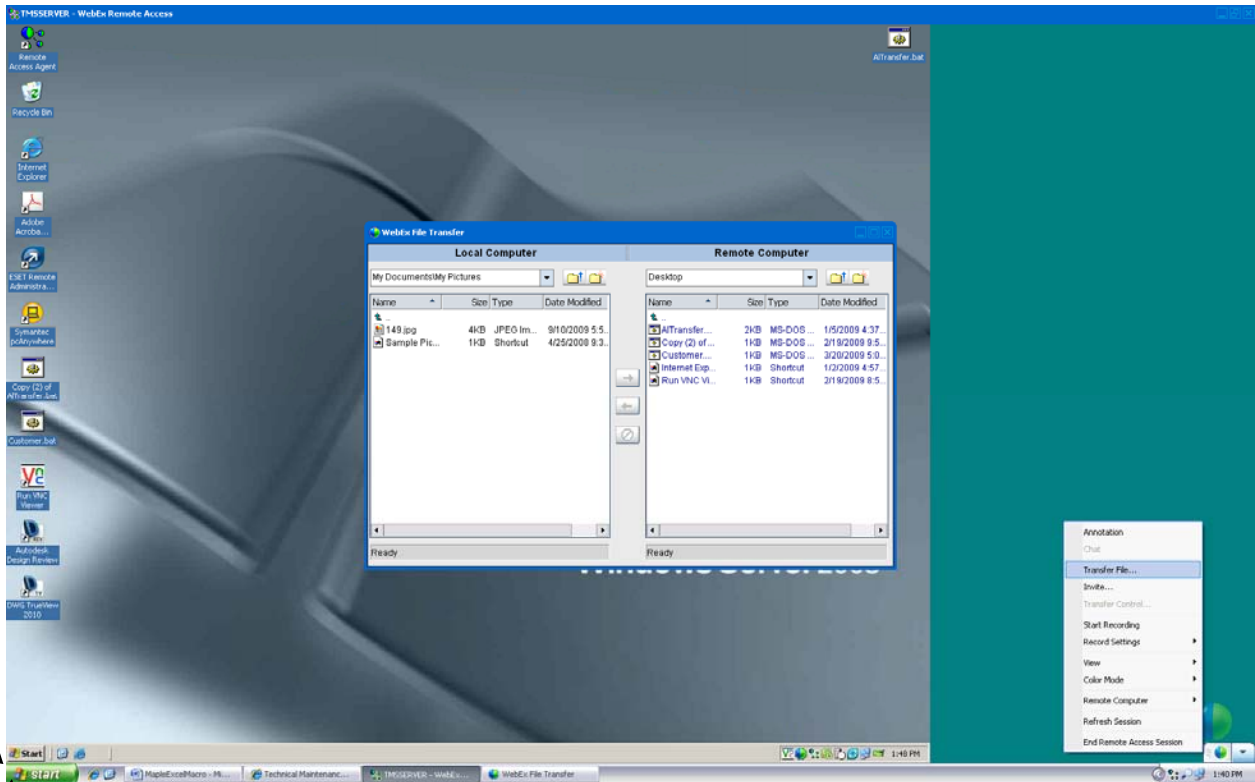 TMSSERVER - WebEx Remote Access
Remote
Access Agent
AITransfer.bat
Recycle Bin
Internet
Explorer
Adobe
Acroba...
ESET Remote
Administra...
Symantec
pcAnywhere
Copy (2) of
AITransfer.bat
Customer.bat
Run VNC
Viewer
Autodesk
Design Review
DWG TrueView
2010
WebEx File Transfer
Local Computer
Remote Computer
My Documents\My Pictures
Desktop
Name Size Type Date Modified
Name Size Type Date Modified
..
149.jpg 4KB JPEG Im... 9/10/2009 5:5..
Sample Pic... 1KB Shortcut 4/25/2008 9:3..
..
AITransfer.... 2KB MS-DOS ... 1/5/2009 4:37..
Copy (2) of ... 1KB MS-DOS ... 2/19/2009 9:5..
Customer.... 1KB MS-DOS ... 3/20/2009 5:0..
Internet Exp... 1KB Shortcut 1/2/2009 4:57..
Run VNC Vi... 1KB Shortcut 2/19/2009 8:5..
Ready
Ready
Annotation
Chat
Transfer File...
Invite...
Transfer Control...
Start Recording
Record Settings
View
Color Mode
Remote Computer
Refresh Session
End Remote Access Session
Start
1:40 PM
A
start
MapleExcelMacro - Mi...
Technical Maintenanc...
TMSSERVER - WebEx...
WebEx File Transfer
1:40 PM